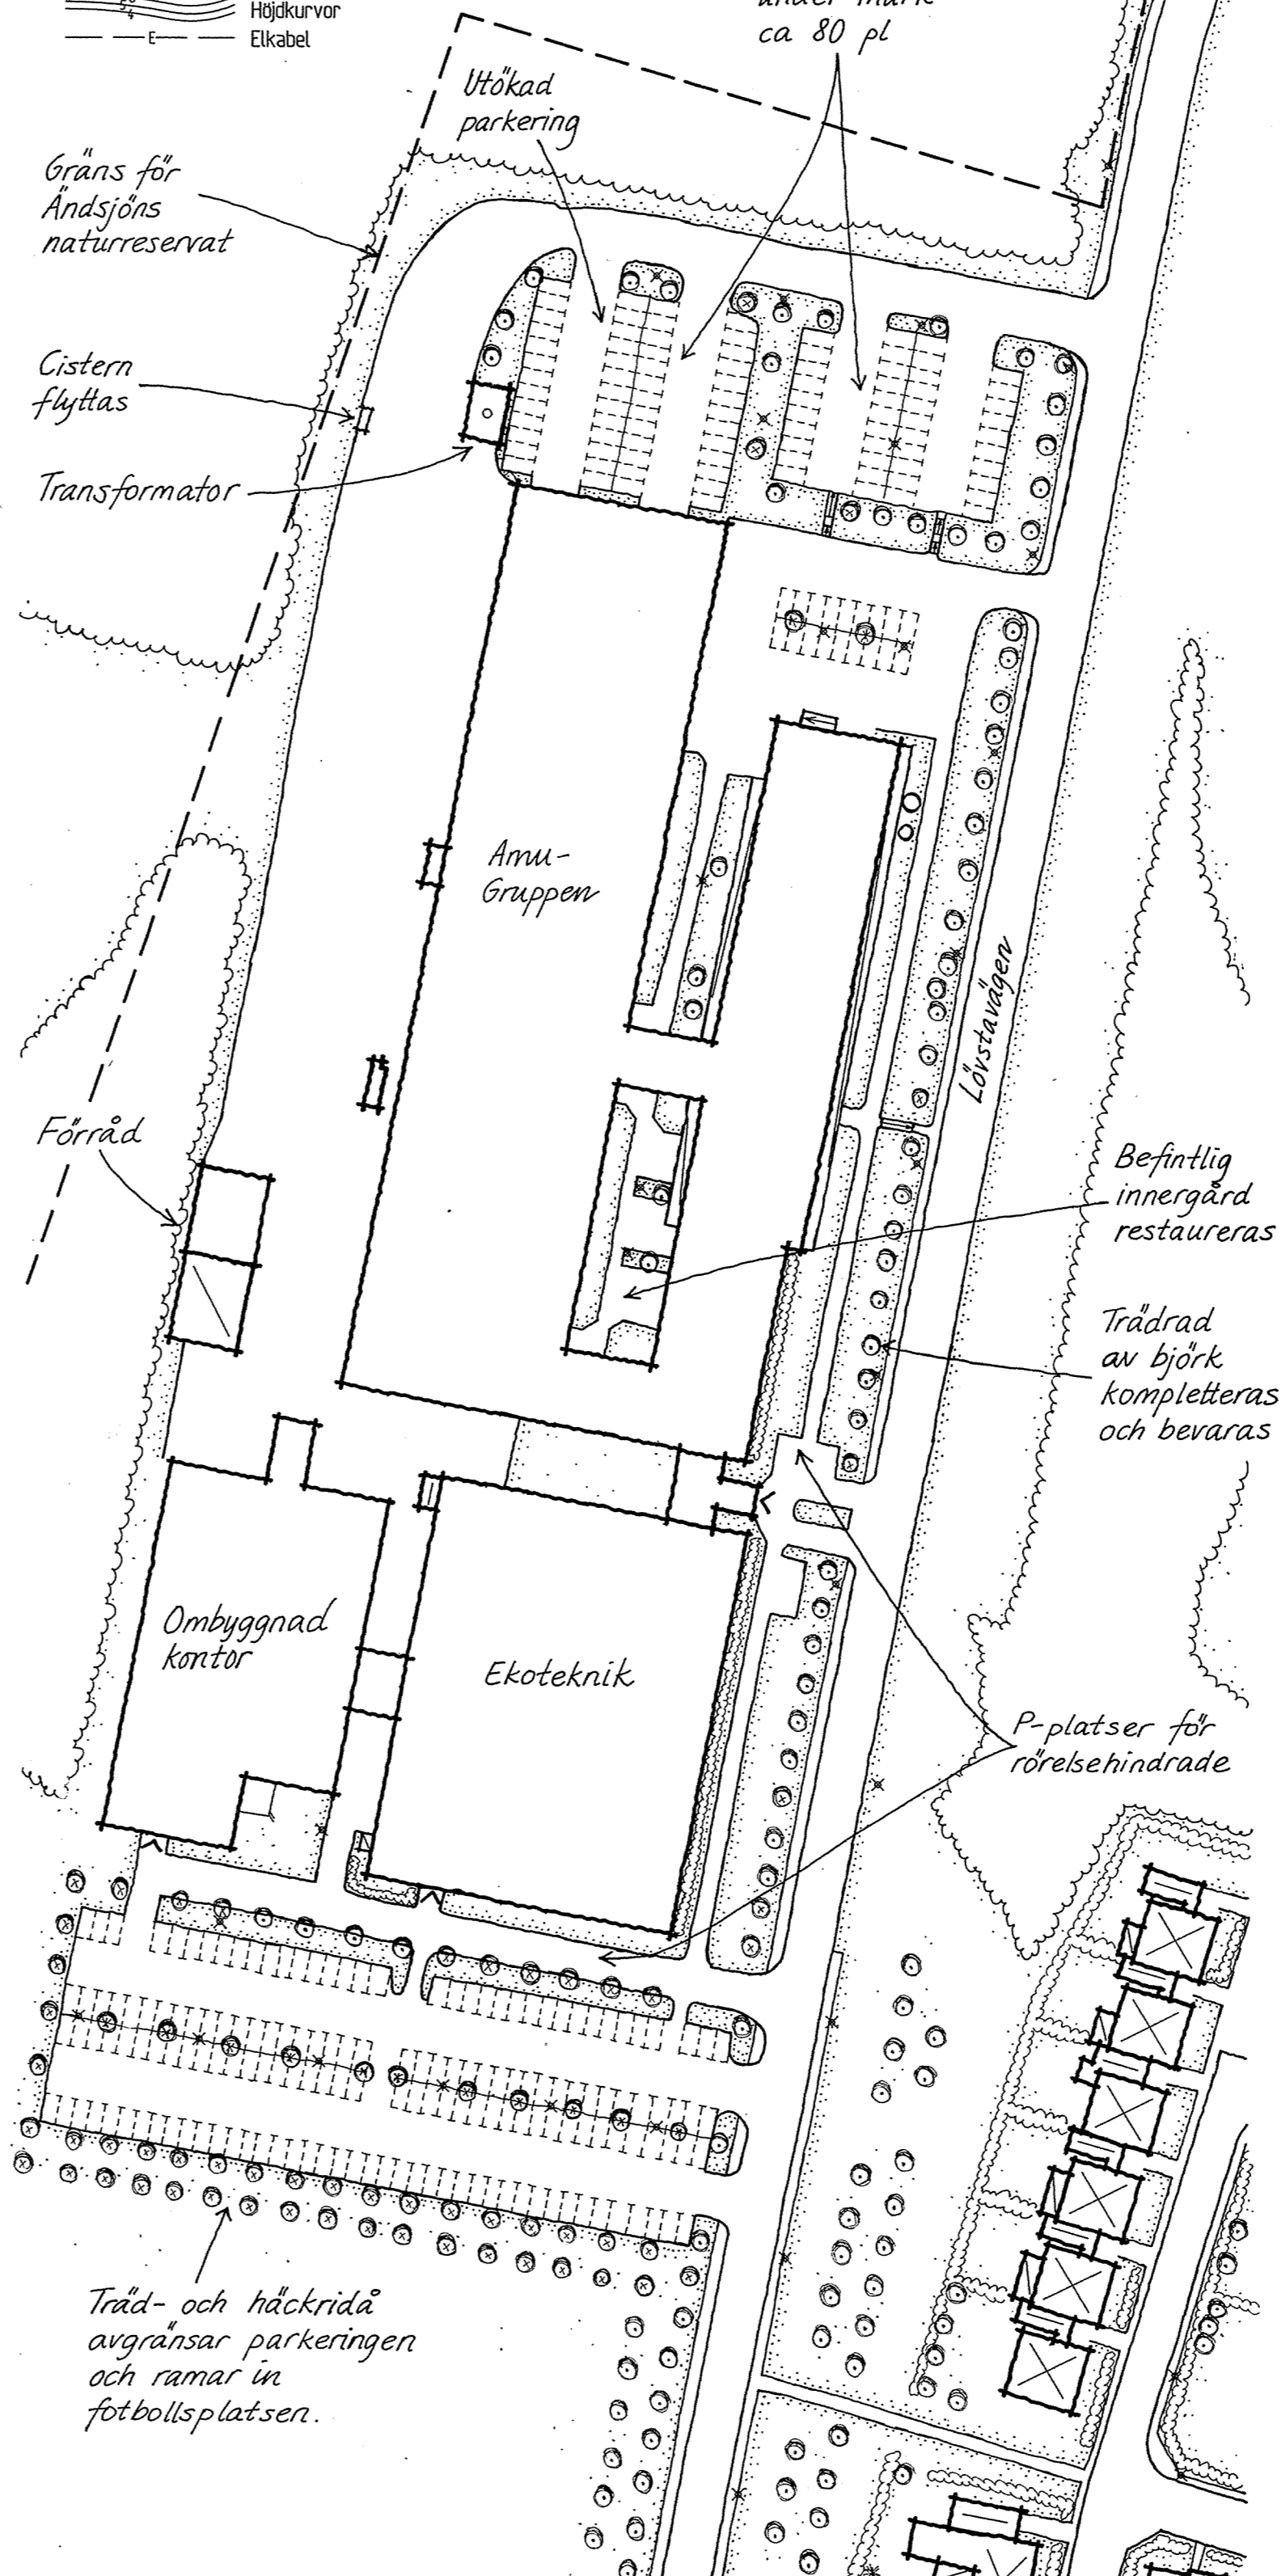 Höjdkurvor
E
Elkabel
under mark
ca 80 pl
Utökad
parkering
Gräns för
Ändsjöns
naturreservat
Cistern
flyttas
Transformator
Amu-
Gruppen
Lövstavägen
Förråd
Befintlig
innergård
restaureras
Trädrad
av björk
kompletteras
och bevaras
Ombyggnad
kontor
Ekoteknik
P-platser för
rörelsehindrade
Träd- och häckridå
avgränsar parkeringen
och ramar in
fotbollsplatsen.